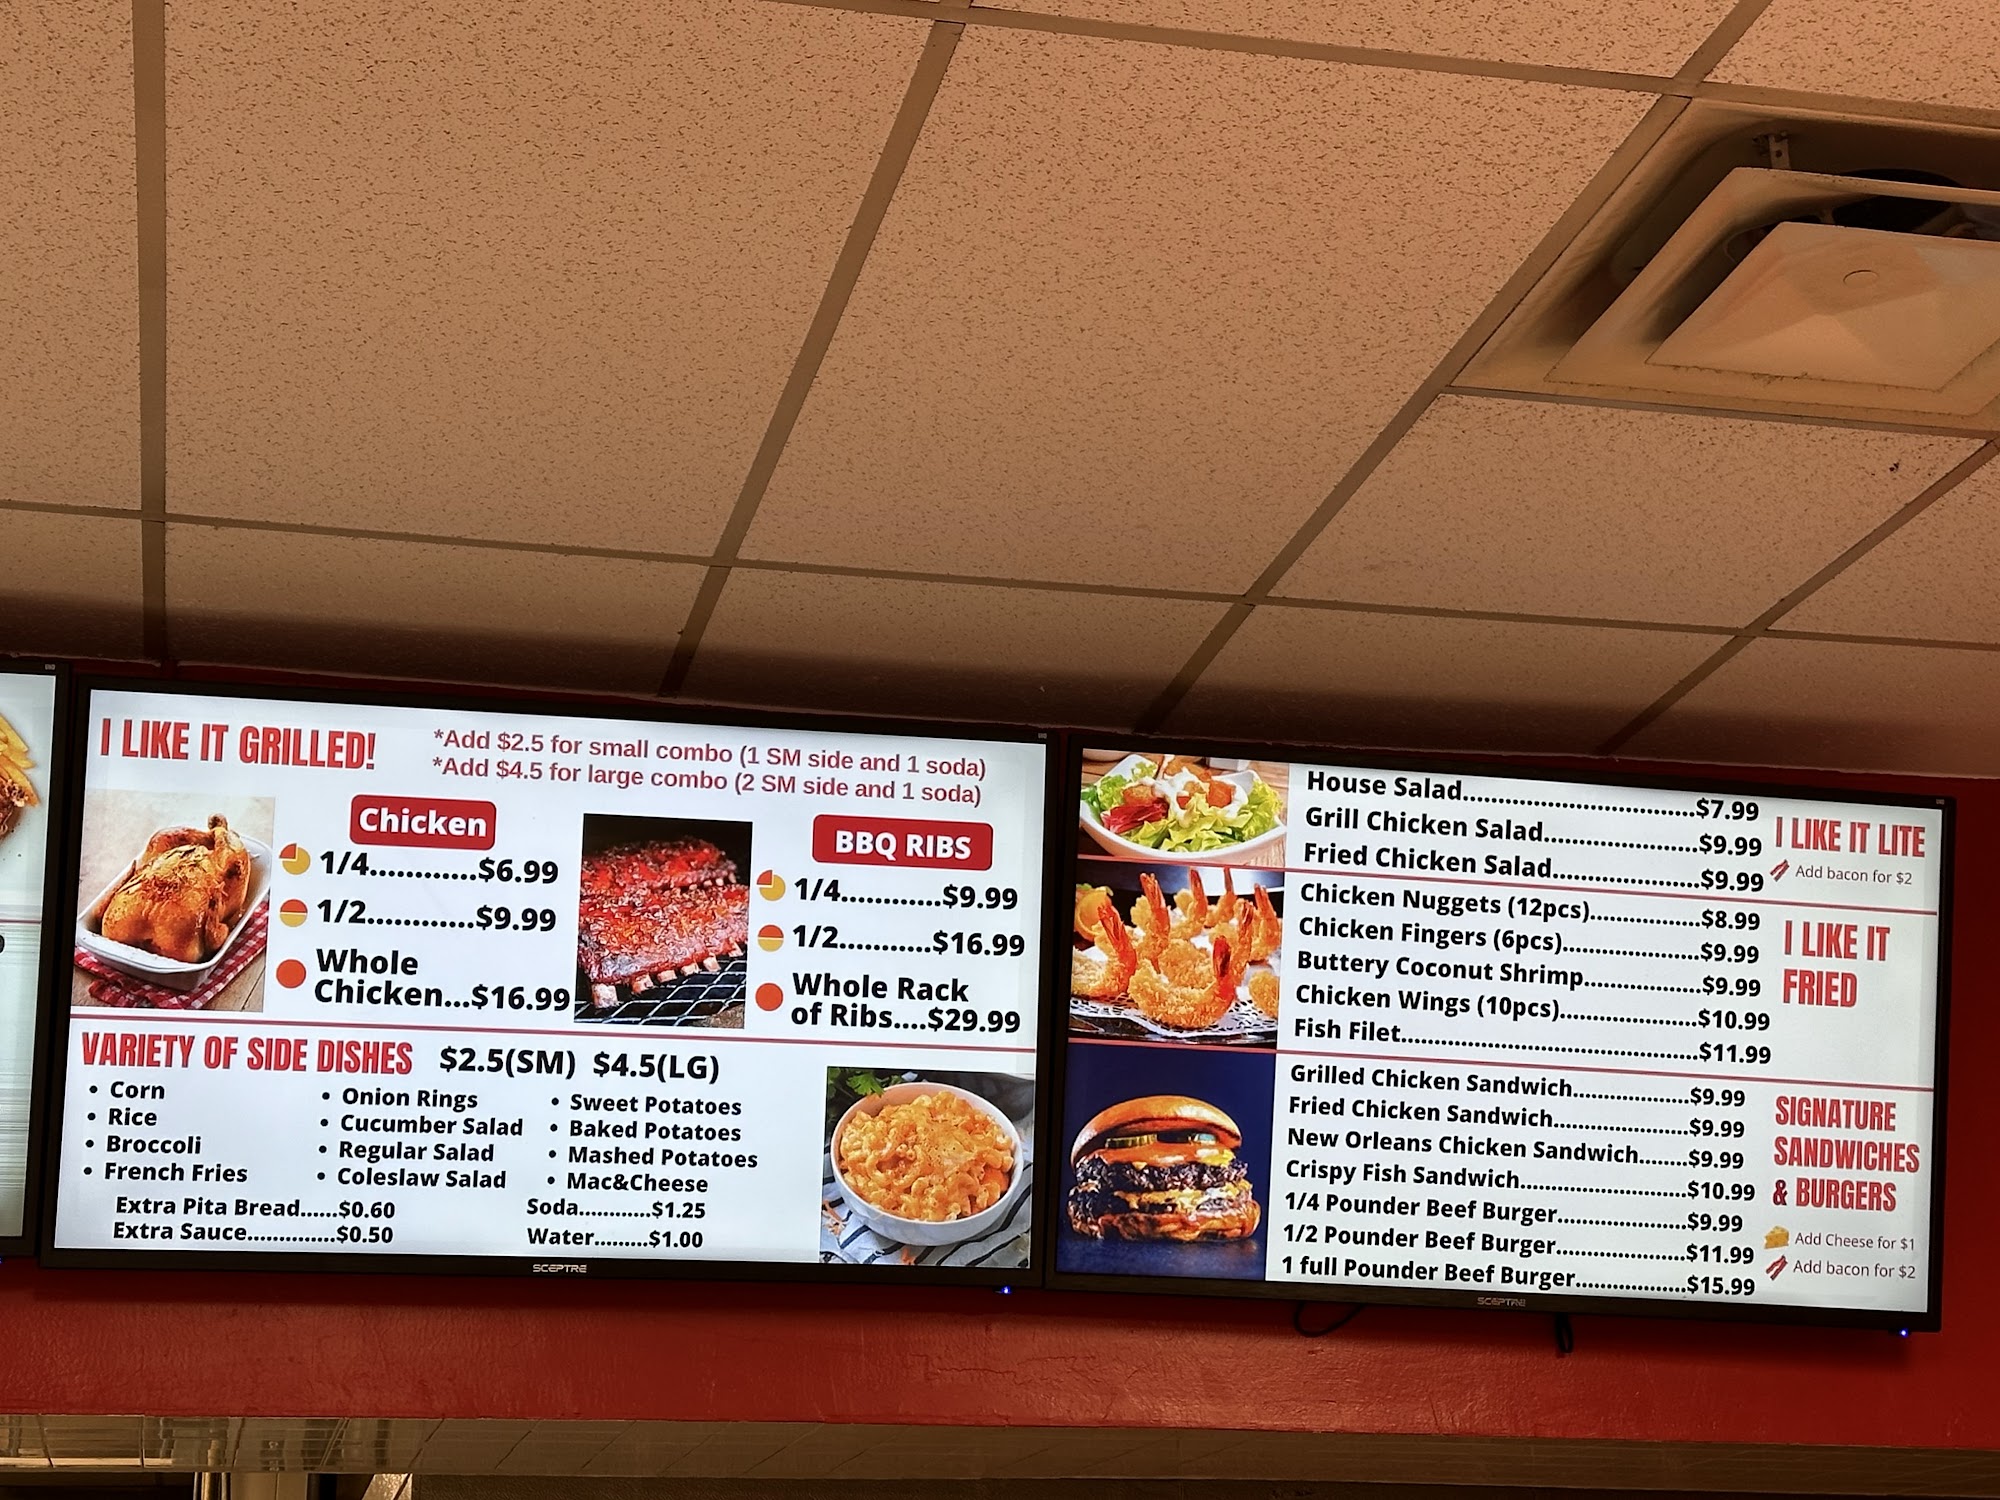 I LIKE IT GRILLED!
*Add $2.5 for small combo (1 SM side and 1 soda)
*Add $4.5 for large combo (2 SM side and 1 soda)
Chicken
1/4............$6.99
1/2...........$9.99
Whole
Chicken...$16.99
BBQ RIBS
1/4............$9.99
1/2...........$16.99
Whole Rack
of Ribs....$29.99
VARIETY OF SIDE DISHES $2.5(SM) $4.5(LG)
• Corn
• Rice
• Broccoli
• French Fries
• Onion Rings
• Cucumber Salad
• Regular Salad
• Coleslaw Salad
• Sweet Potatoes
• Baked Potatoes
• Mashed Potatoes
• Mac&Cheese
Extra Pita Bread......$0.60
Extra Sauce..............$0.50
Soda............$1.25
Water.........$1.00
SCEPTRE
House Salad..............................$7.99
Grill Chicken Salad....................$9.99
Fried Chicken Salad...................$9.99
I LIKE IT LITE
Add bacon for $2
Chicken Nuggets (12pcs)...............$8.99
Chicken Fingers (6pcs)..................$9.99
Buttery Coconut Shrimp................$9.99
Chicken Wings (10pcs)...................$10.99
Fish Filet.........................................$11.99
I LIKE IT
FRIED
Grilled Chicken Sandwich................$9.99
Fried Chicken Sandwich...................$9.99
New Orleans Chicken Sandwich........$9.99
Crispy Fish Sandwich........................$10.99
1/4 Pounder Beef Burger...................$9.99
1/2 Pounder Beef Burger...................$11.99
1 full Pounder Beef Burger................$15.99
SIGNATURE
SANDWICHES
& BURGERS
Add Cheese for $1
Add bacon for $2
SCEPTRE